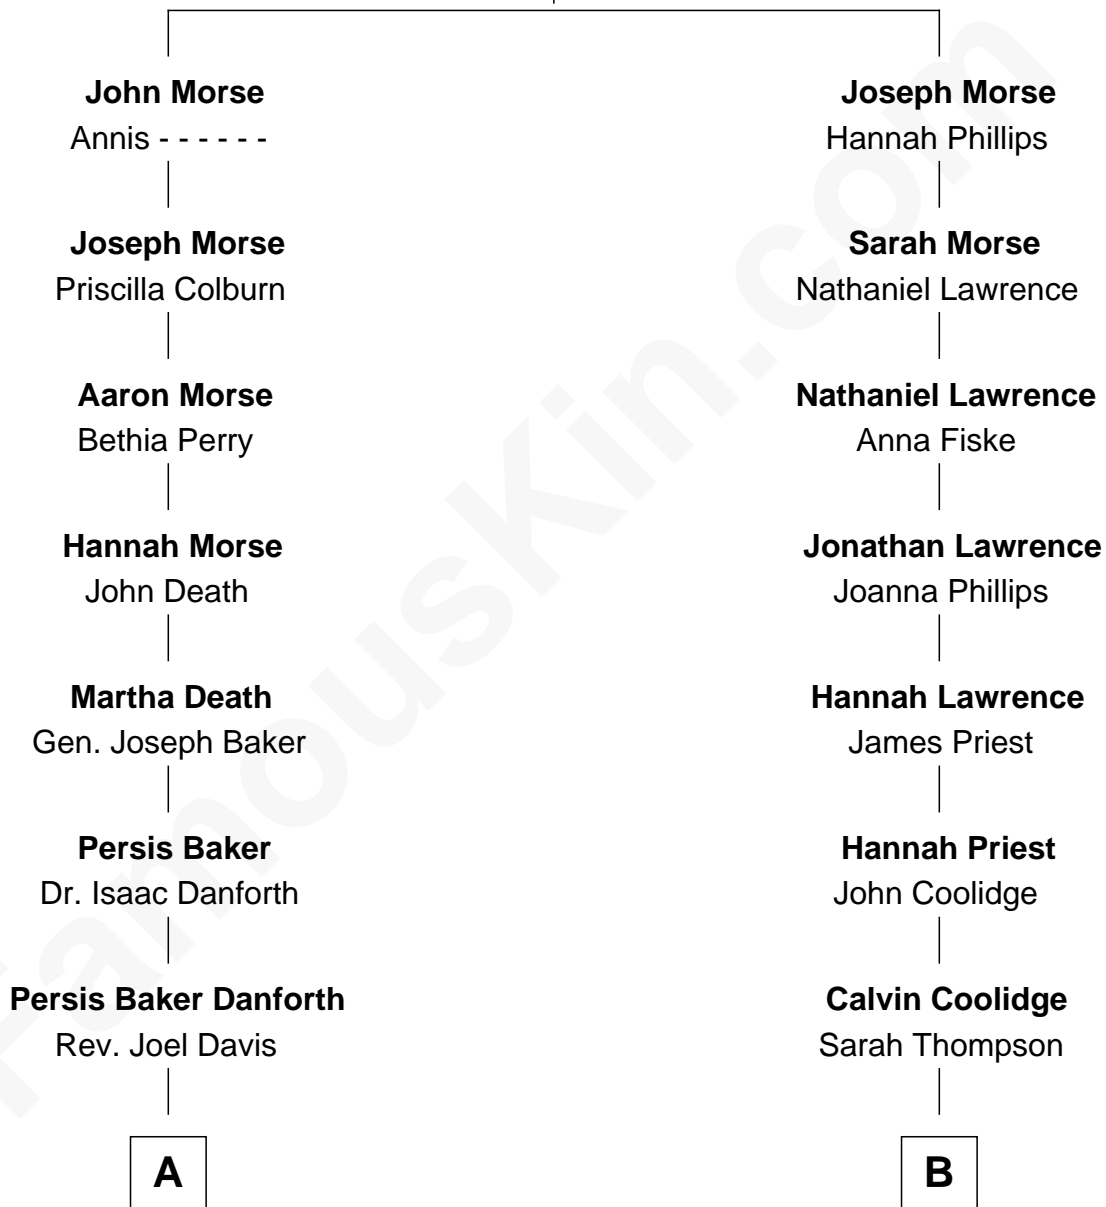 John Morse
Annis - - - - - -
Joseph Morse
Hannah Phillips
Joseph Morse
Priscilla Colburn
Sarah Morse
Nathaniel Lawrence
Aaron Morse
Bethia Perry
Nathaniel Lawrence
Anna Fiske
Hannah Morse
John Death
Jonathan Lawrence
Joanna Phillips
Martha Death
Gen. Joseph Baker
Hannah Lawrence
James Priest
Persis Baker
Dr. Isaac Danforth
Hannah Priest
John Coolidge
Persis Baker Danforth
Rev. Joel Davis
Calvin Coolidge
Sarah Thompson
A
B
FamousKin.com